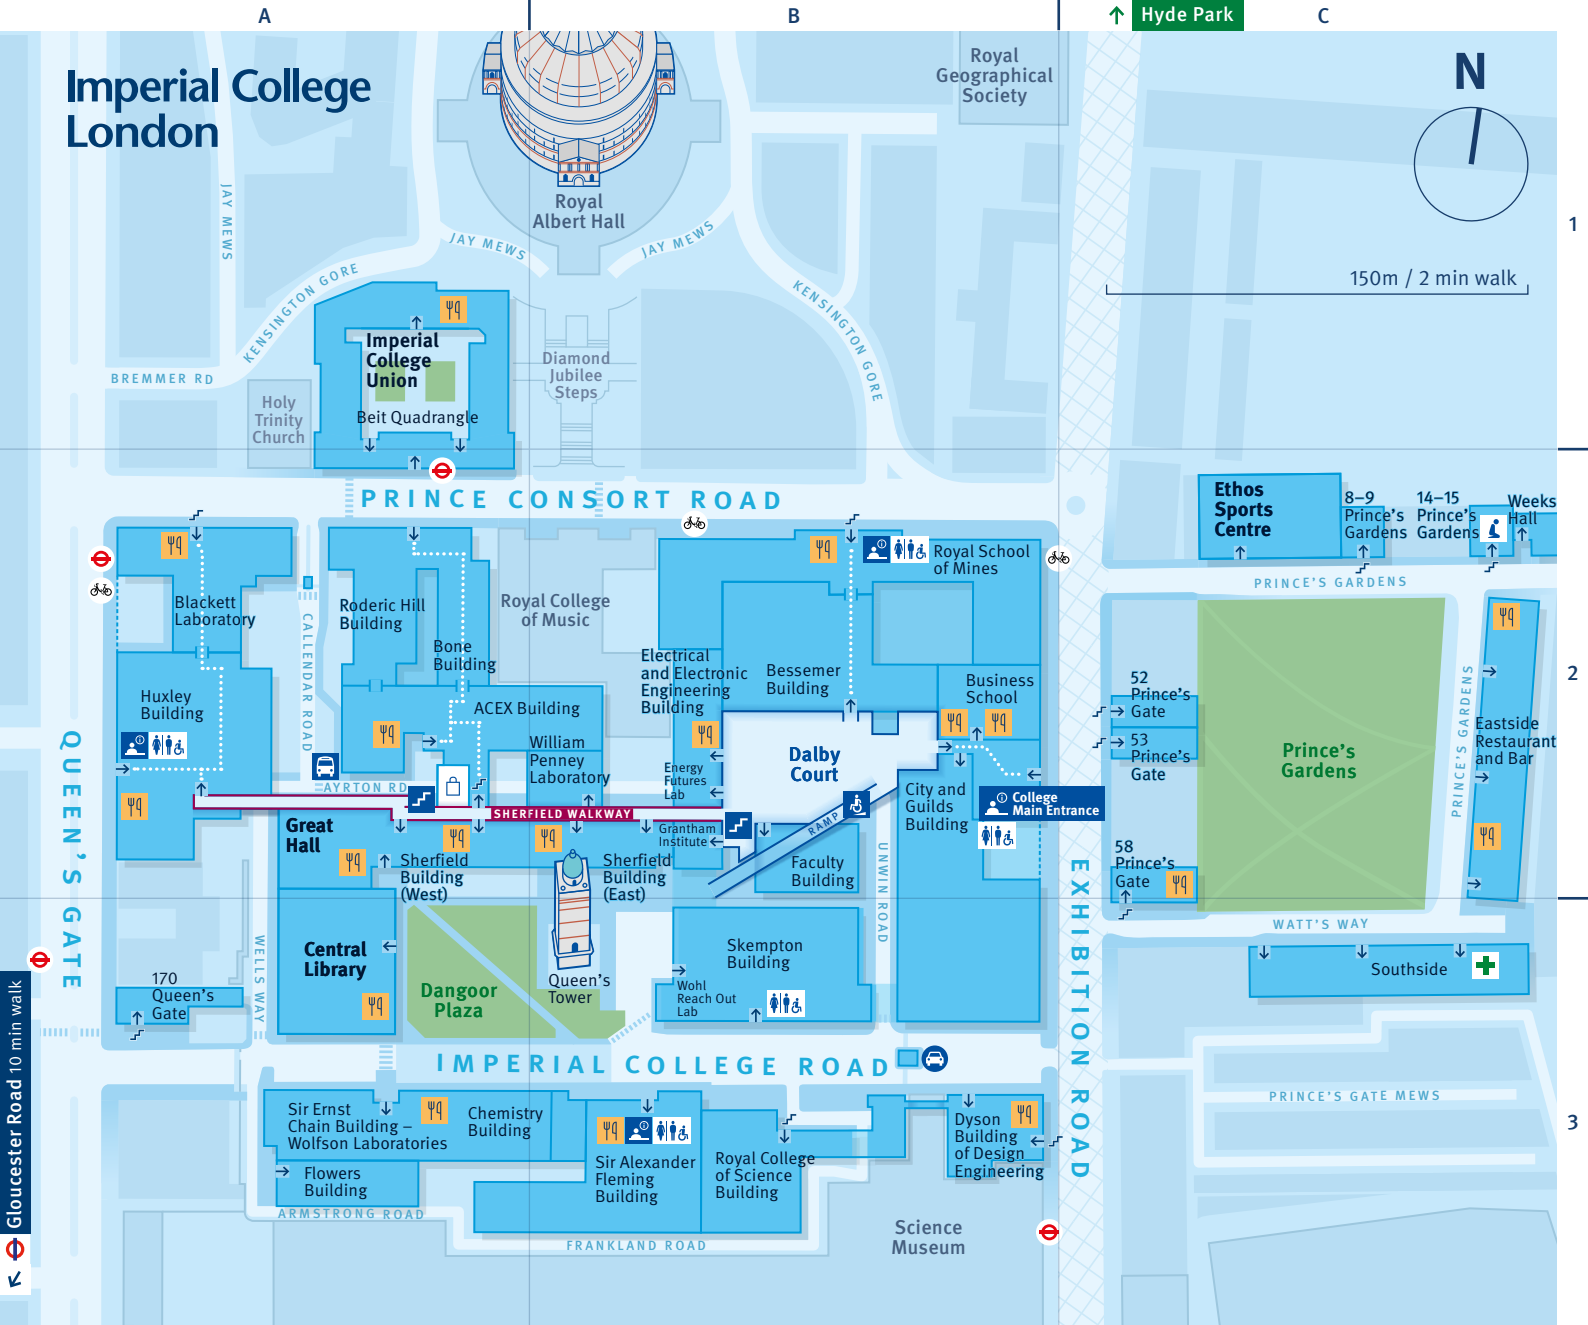 A
B
C
Hyde Park
Imperial College
London
Royal
Geographical
Society
N
150m / 2 min walk
1
JAY MEWS
Royal
Albert Hall
JAY MEWS
JAY MEWS
KENSINGTON GORE
KENSINGTON GORE
BREMMER RD
Imperial
College
Union
Beit Quadrangle
Holy
Trinity
Church
Diamond
Jubilee
Steps
PRINCE CONSORT ROAD
Ethos
Sports
Centre
8–9
Prince's
Gardens
14–15
Prince's
Gardens
Weeks
Hall
PRINCE'S GARDENS
2
Blackett
Laboratory
CALLENDAR ROAD
Roderic Hill
Building
Bone
Building
Royal College
of Music
Royal School
of Mines
Electrical
and Electronic
Engineering
Building
Bessemer
Building
Business
School
Huxley
Building
ACEX Building
William
Penney
Laboratory
AYRTON RD
Energy
Futures
Lab
Dalby
Court
City and
Guilds
Building
College
Main Entrance
52
Prince's
Gate
53
Prince's
Gate
Prince's
Gardens
PRINCE'S GARDENS
Eastside
Restaurant
and Bar
QUEEN'S GATE
SHERFIELD WALKWAY
Great
Hall
Sherfield
Building
(West)
Sherfield
Building
(East)
Grantham
Institute
RAMP
Faculty
Building
UNWIN ROAD
EXHIBITION ROAD
58
Prince's
Gate
WATT'S WAY
Southside
WELLS WAY
Central
Library
Dangoor
Plaza
Queen's
Tower
Skempton
Building
Wohl
Reach Out
Lab
170
Queen's
Gate
IMPERIAL COLLEGE ROAD
Gloucester Road 10 min walk
3
PRINCE'S GATE MEWS
Sir Ernst
Chain Building –
Wolfson Laboratories
Chemistry
Building
Flowers
Building
Sir Alexander
Fleming
Building
Royal College
of Science
Building
Dyson
Building
of Design
Engineering
ARMSTRONG ROAD
FRANKLAND ROAD
Science
Museum